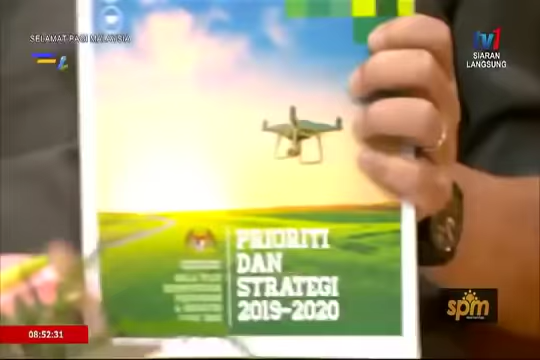 SELAMAT PAGI MALAYSIA
tv1
SIARAN
LANGSUNG
PRIORITI
DAN
STRATEGI
2019-2020
spm
08:52:31